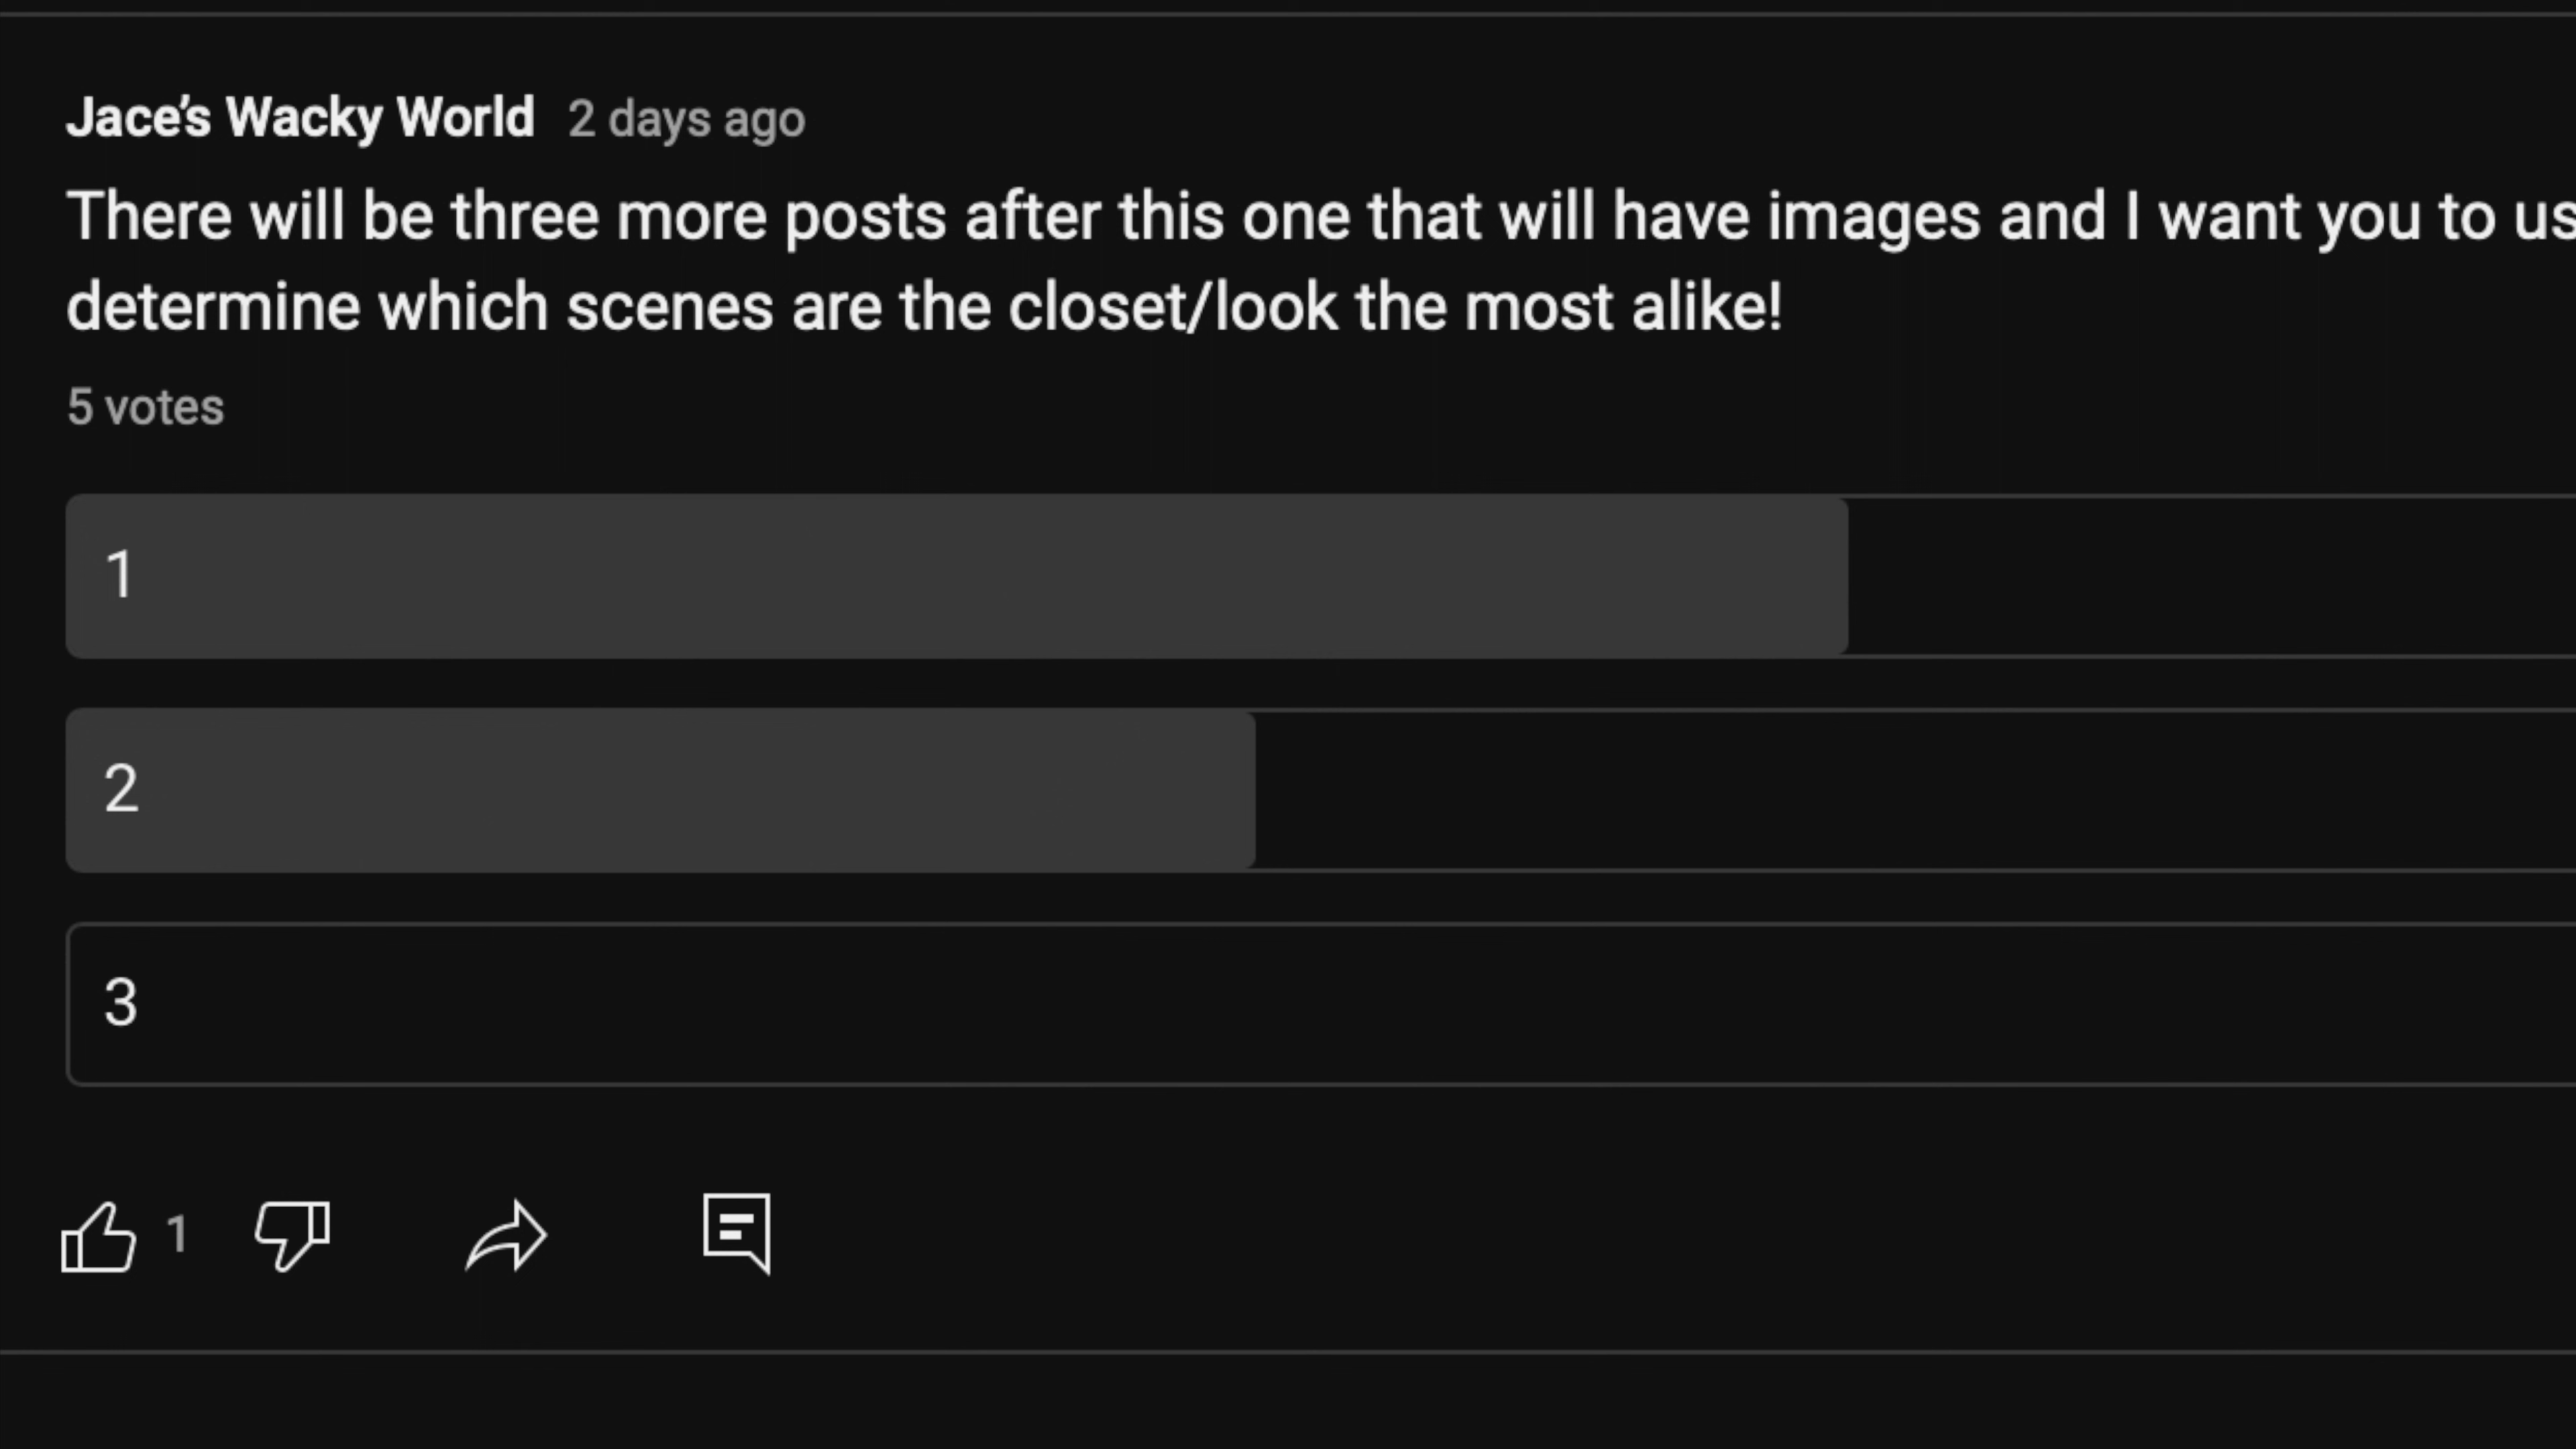 Jace's Wacky World 2 days ago
There will be three more posts after this one that will have images and I want you to us
determine which scenes are the closet/look the most alike!
5 votes
1
2
3
1